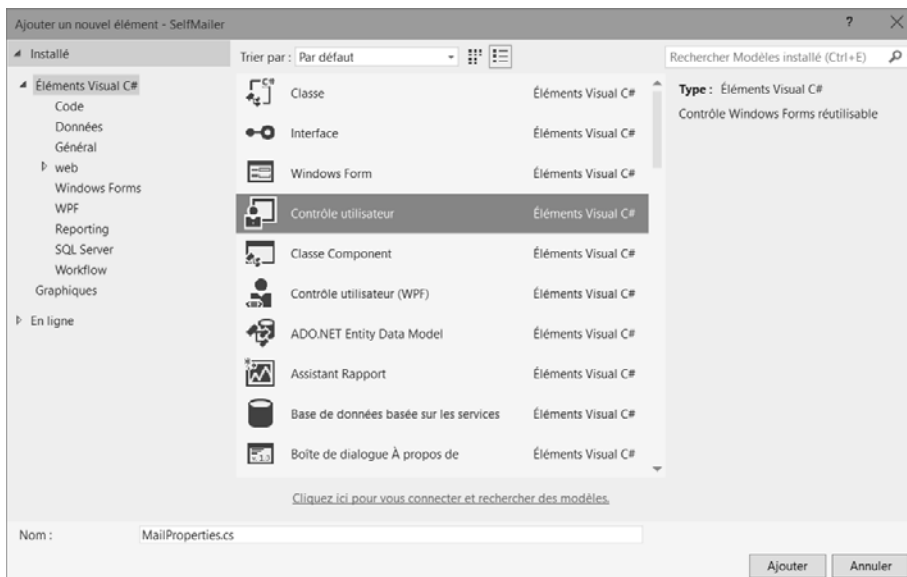 Ajouter un nouvel élément - SelfMailer
?
Installé
Trier par : Par défaut
Rechercher Modèles installé (Ctrl+E)
Éléments Visual C#
Code
Données
Général
web
Windows Forms
WPF
Reporting
SQL Server
Workflow
Graphiques
En ligne
Classe Éléments Visual C#
Interface Éléments Visual C#
Windows Form Éléments Visual C#
Contrôle utilisateur Éléments Visual C#
Classe Component Éléments Visual C#
Contrôle utilisateur (WPF) Éléments Visual C#
ADO.NET Entity Data Model Éléments Visual C#
Assistant Rapport Éléments Visual C#
Base de données basée sur les services Éléments Visual C#
Boîte de dialogue À propos de Éléments Visual C#
Type : Éléments Visual C#
Contrôle Windows Forms réutilisable
Cliquez ici pour vous connecter et rechercher des modèles.
Nom : MailProperties.cs
Ajouter Annuler